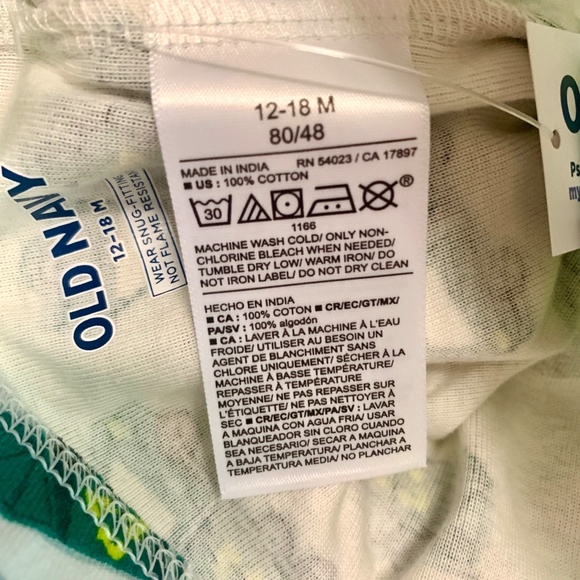 12-18 M
80/48
MADE IN INDIA RN 54023 / CA 17897
■ US : 100% COTTON
30
®
1166
MACHINE WASH COLD/ ONLY NON-
CHLORINE BLEACH WHEN NEEDED/
TUMBLE DRY LOW/ WARM IRON/ DO
NOT IRON LABEL/ DO NOT DRY CLEAN
HECHO EN INDIA
■ CA : 100% COTON ■ CR/EC/GT/MX/
PA/SV : 100% algodón
■ CA : LAVER À LA MACHINE À L'EAU
FROIDE/ UTILISER AU BESOIN UN
AGENT DE BLANCHIMENT SANS
CHLORE UNIQUEMENT/ SÉCHER À LA
MACHINE À BASSE TEMPÉRATURE/
REPASSER À TEMPÉRATURE
MOYENNE/ NE PAS REPASSER SUR
L'ÉTIQUETTE/ NE PAS NETTOYER À
SEC ■ CR/EC/GT/MX/PA/SV: LAVAR
A MAQUINA CON AGUA FRIA/ USAR
BLANQUEADOR SIN CLORO CUANDO
SEA NECESARIO/ SECAR A MAQUINA
A BAJA TEMPERATURA/ PLANCHAR A
TEMPERATURA MEDIA/ NO PLANCHAR
OLD NAVY
12-18 M
WEAR SNUG-FITTING
NOT FLAME RESISTANT